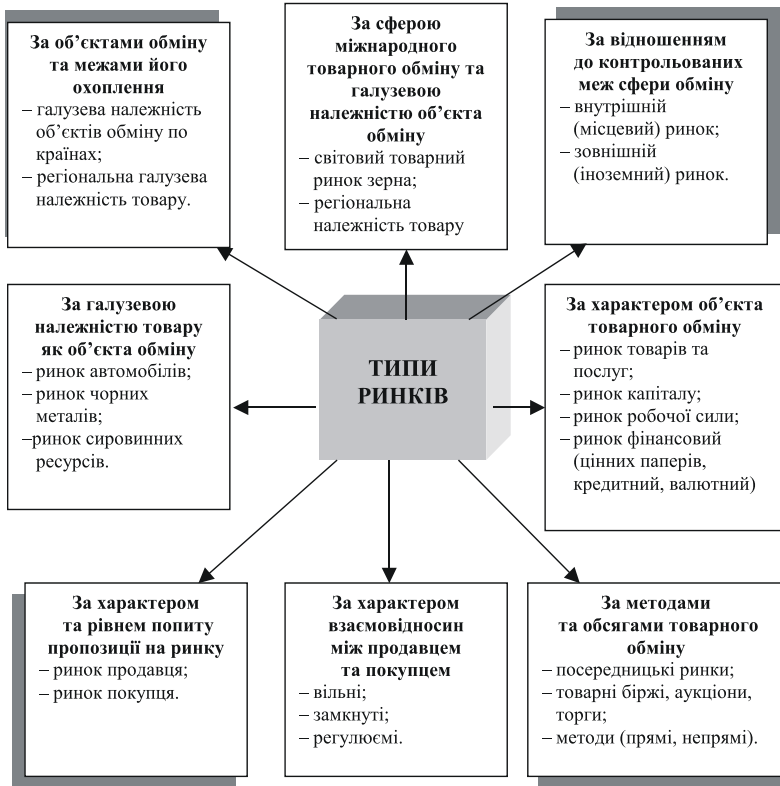 За об’єктами обміну
та межами його
охоплення
– галузева належність
об’єктів обміну по
країнах;
– регіональна галузева
належність товару.
За сферою
міжнародного
товарного обміну та
галузевою
належністю об’єкта
обміну
– світовий товарний
ринок зерна;
– регіональна
належність товару
За відношенням
до контрольованих
меж сфери обміну
– внутрішній
(місцевий) ринок;
– зовнішній
(іноземний) ринок.
За галузевою
належністю товару
як об’єкта обміну
– ринок автомобілів;
– ринок чорних
металів;
–ринок сировинних
ресурсів.
ТИПИ
РИНКІВ
За характером об’єкта
товарного обміну
– ринок товарів та
послуг;
– ринок капіталу;
– ринок робочої сили;
– ринок фінансовий
(цінних паперів,
кредитний, валютний)
За характером
та рівнем попиту
пропозиції на ринку
– ринок продавця;
– ринок покупця.
За характером
взаємовідносин
між продавцем
та покупцем
– вільні;
– замкнуті;
– регулюємі.
За методами
та обсягами товарного
обміну
– посередницькі ринки;
– товарні біржі, аукціони,
торги;
– методи (прямі, непрямі).